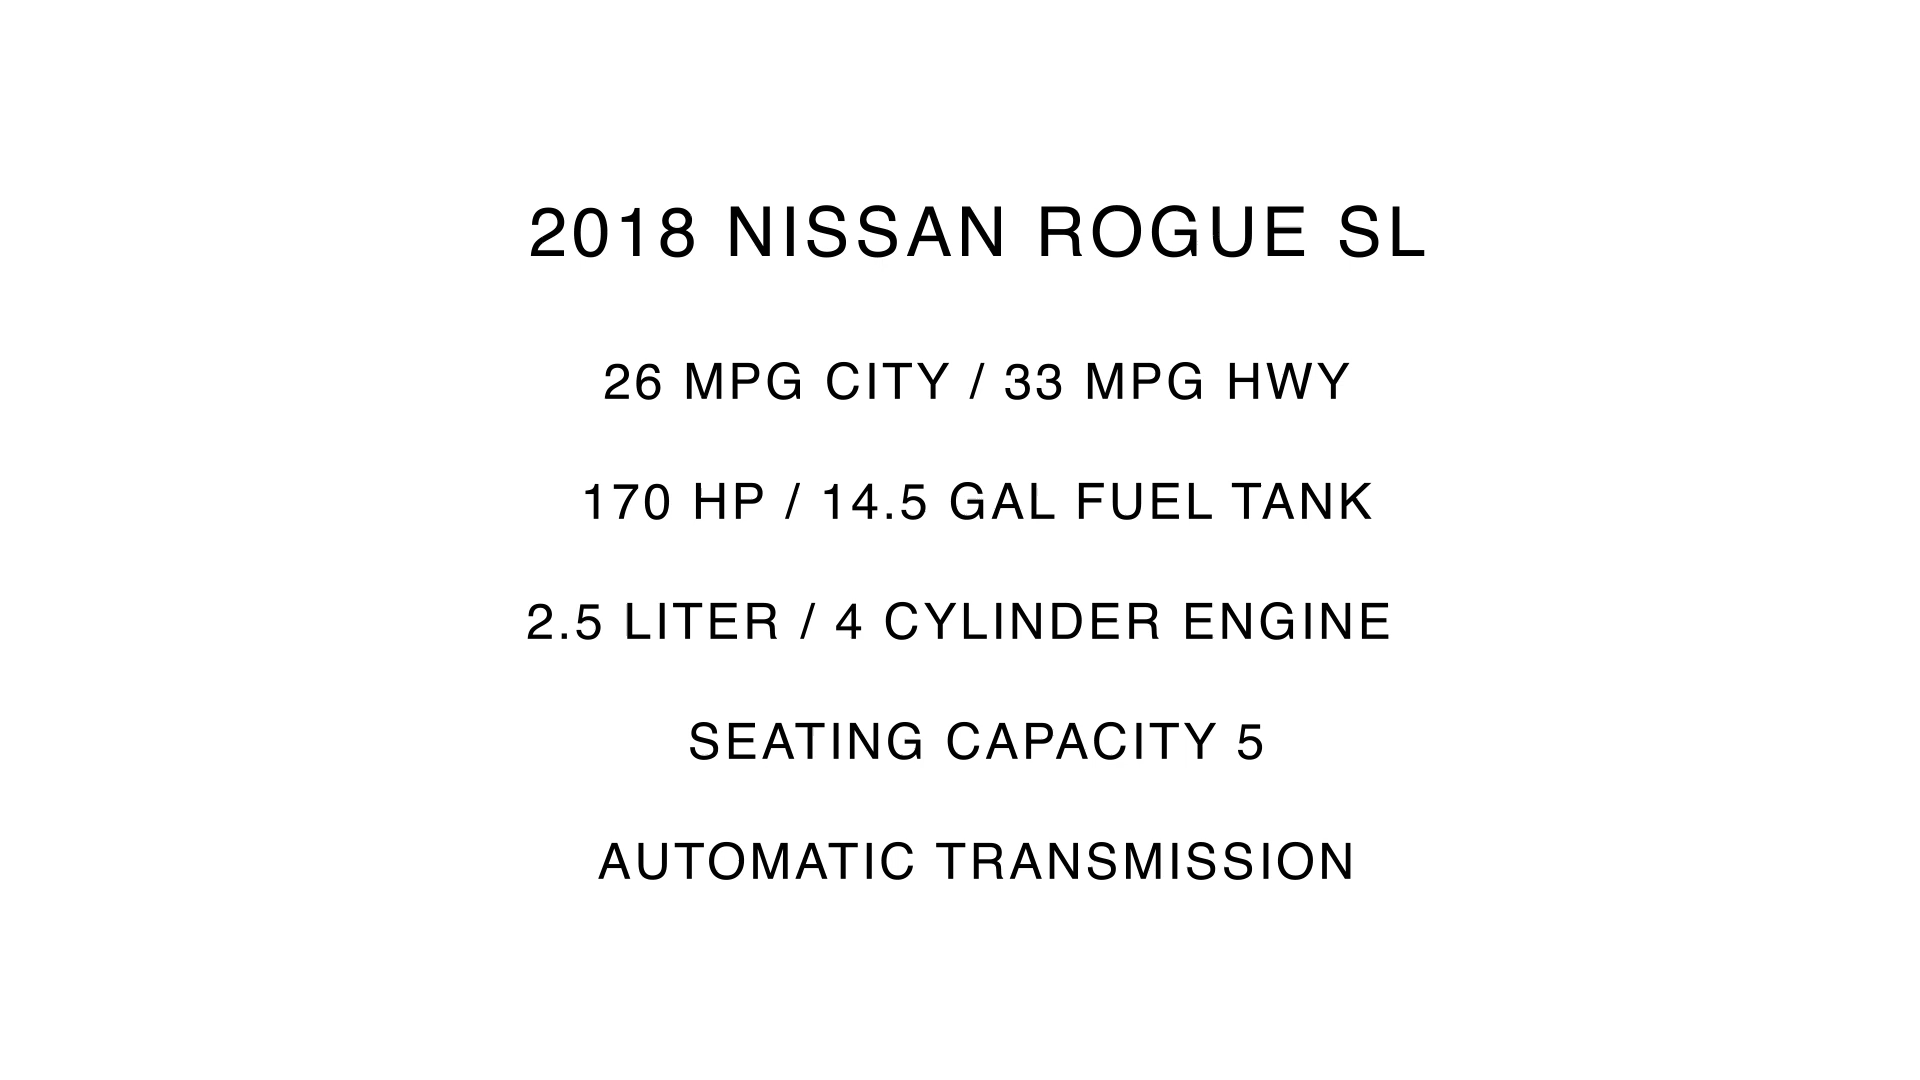 2018 NISSAN ROGUE SL
26 MPG CITY / 33 MPG HWY
170 HP / 14.5 GAL FUEL TANK
2.5 LITER / 4 CYLINDER ENGINE
SEATING CAPACITY 5
AUTOMATIC TRANSMISSION